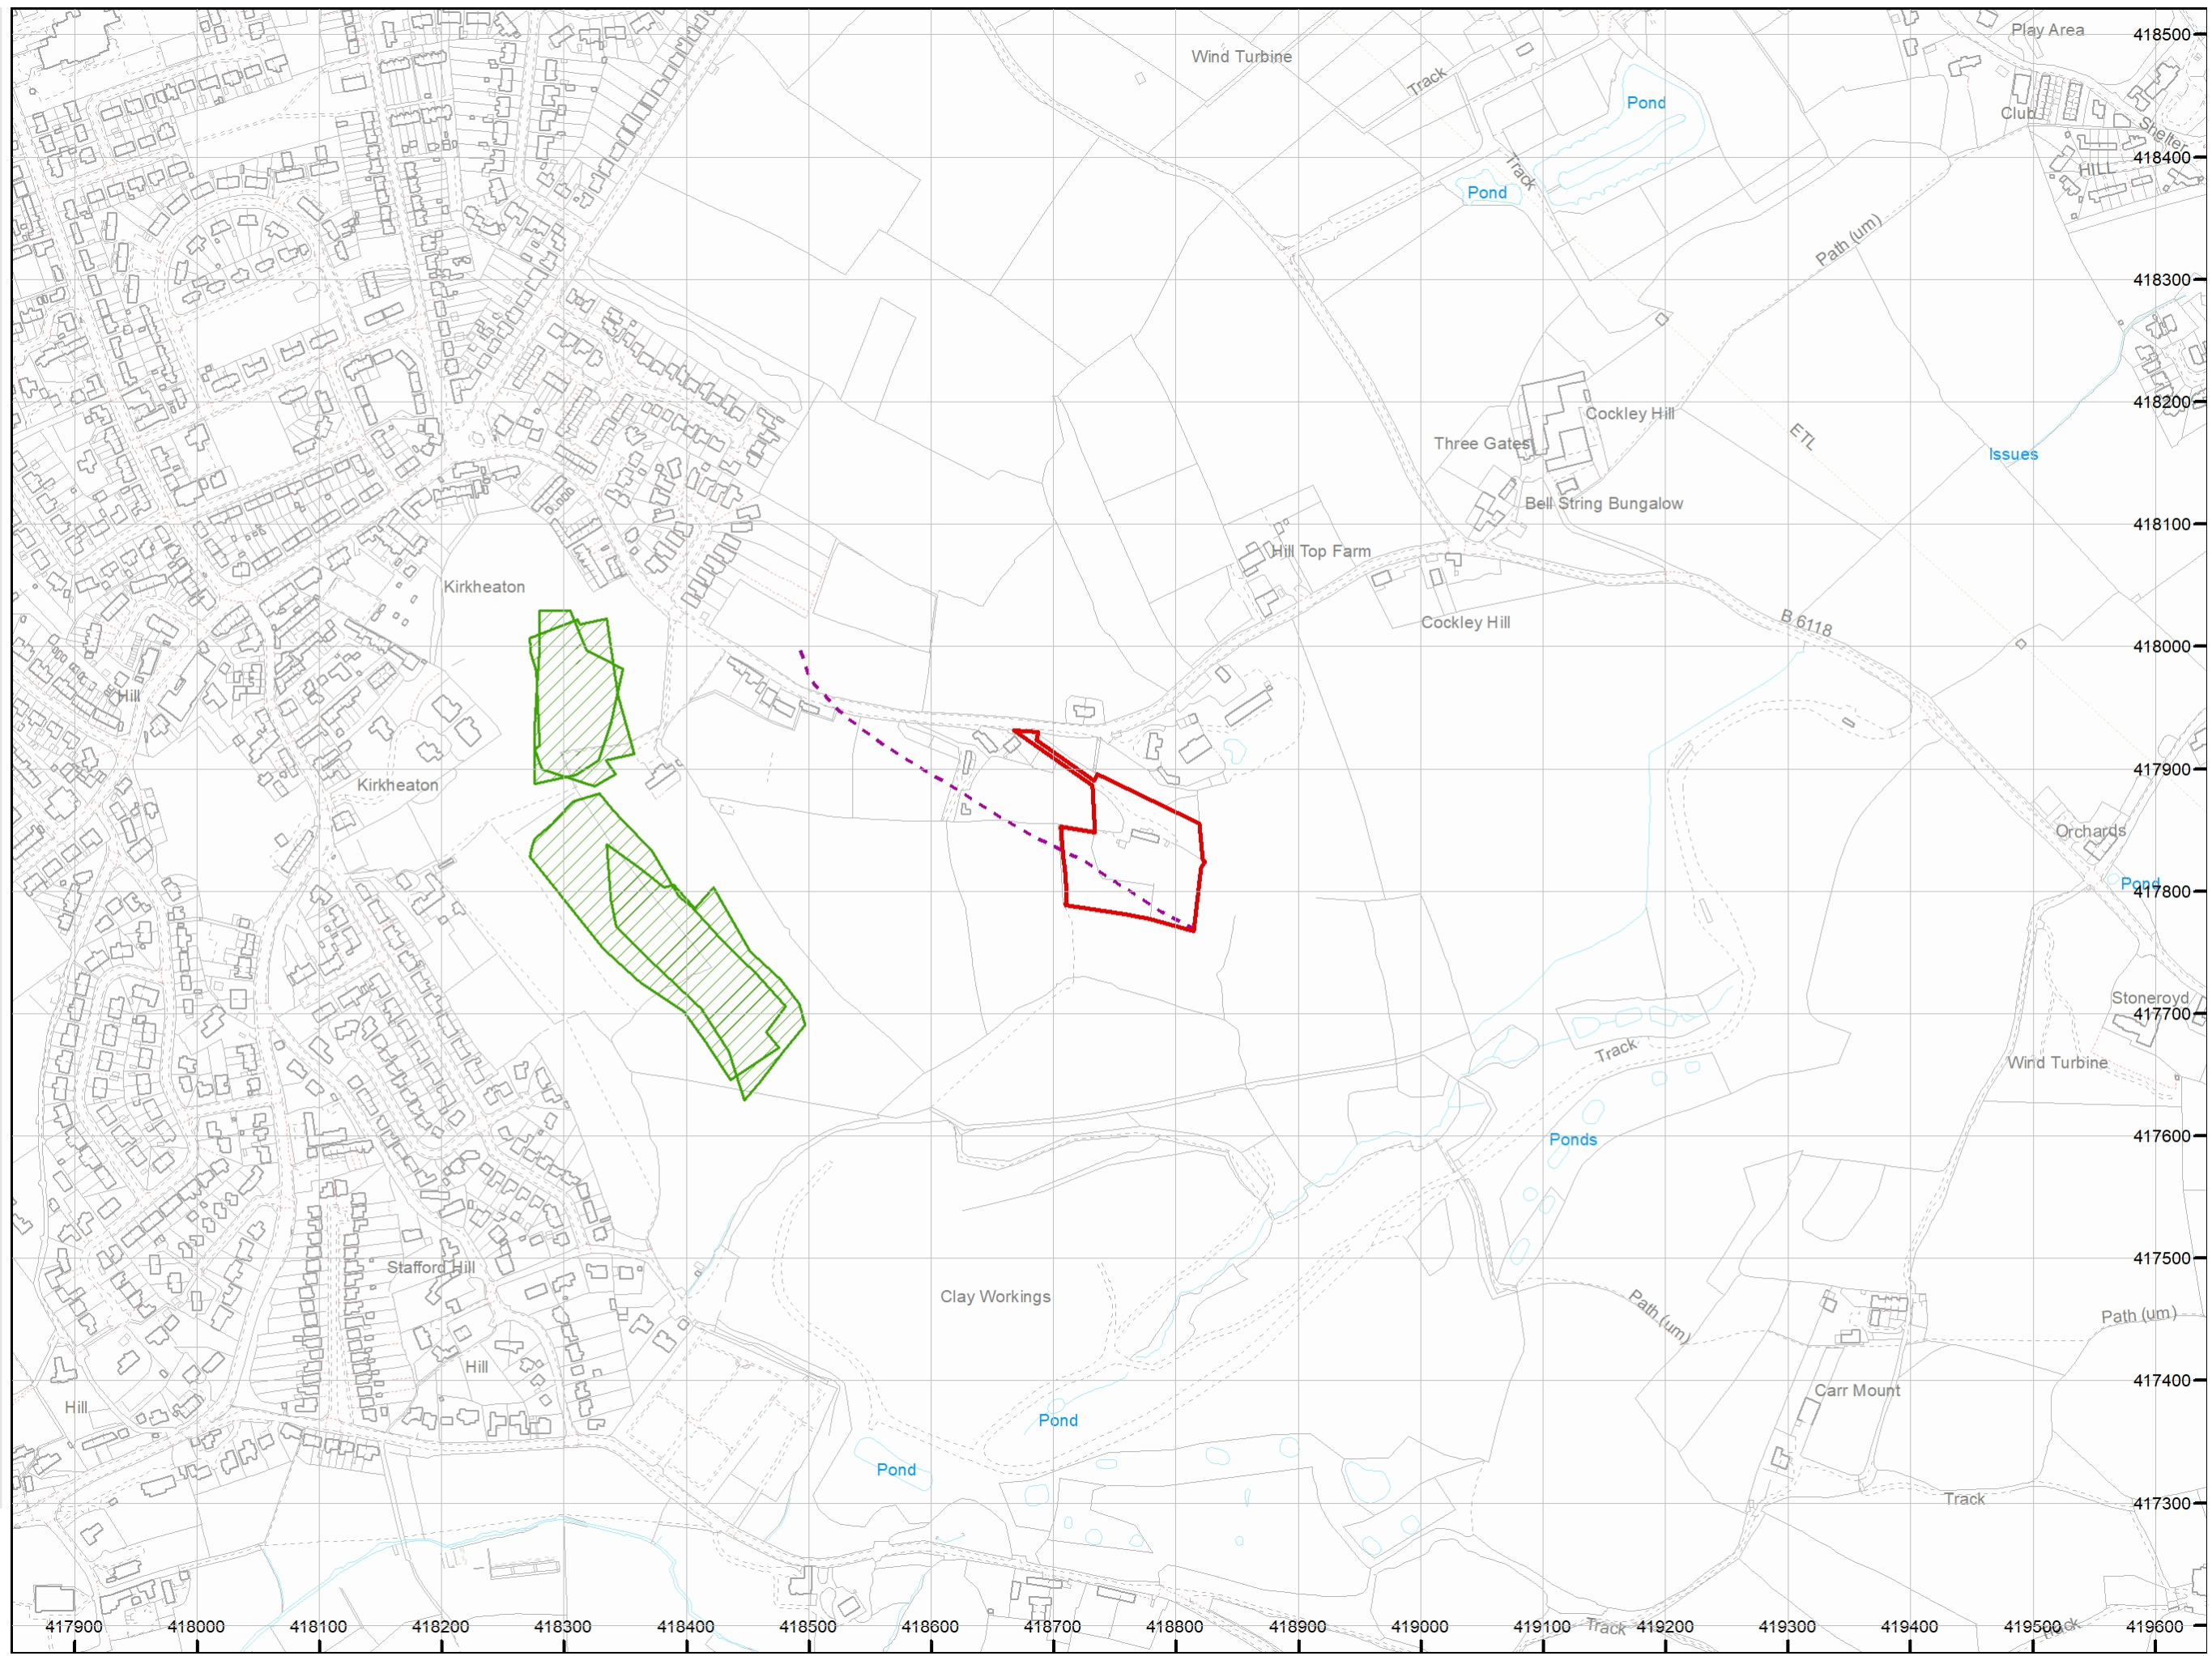 Play Area
418500
Wind Turbine
Track
Pond
Club
Shelter
418400
HILL
Track
Pond
Path (um)
418300
418200
Cockley Hill
Three Gates
ETL
Issues
Bell String Bungalow
418100
Hill Top Farm
Kirkheaton
Cockley Hill
B 6118
418000
Hill
Kirkheaton
417900
Orchards
Pond
417800
Stoneroyd
417700
Track
Wind Turbine
Ponds
417600
Stafford Hill
417500
Clay Workings
Path (um)
Path (um)
Hill
Carr Mount
417400
Hill
Pond
Pond
Track
417300
Track
Track
417900 418000 418100 418200 418300 418400 418500 418600 418700 418800 418900 419000 419100 419200 419300 419400 419500 419600